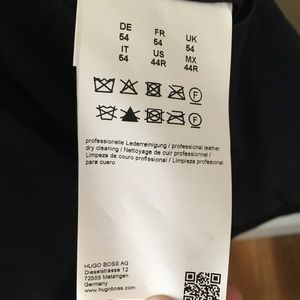 DE FR UK
54 54 54
IT US MX
54 44R 44R
F
F
professionelle Lederreinigung / professional leather
dry cleaning / Nettoyage de cuir professionnel /
Limpeza de couro profissional / Limpieza profesional
para cuero
HUGO BOSS AG
Dieselstrasse 12
72555 Metzingen
Germany
www.hugoboss.com